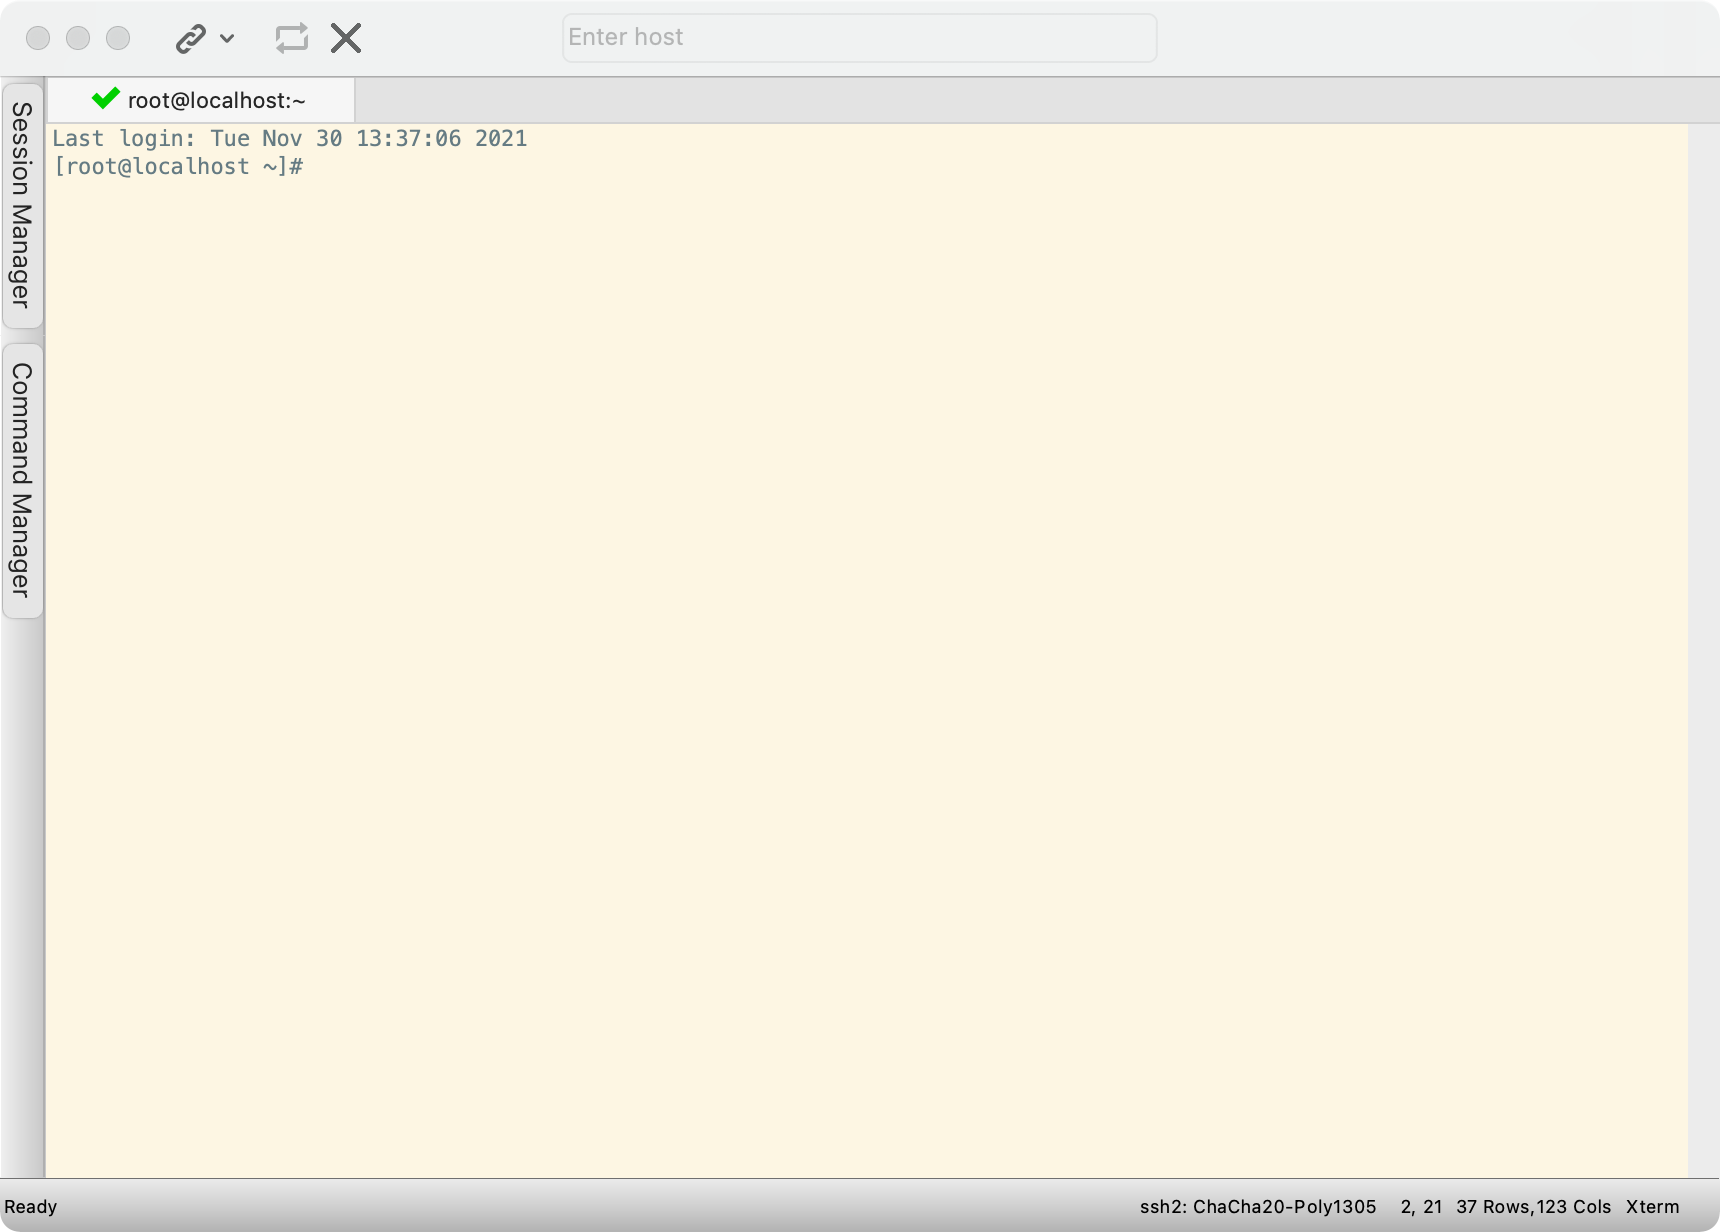 Enter host
root@localhost:~
Session Manager
Command Manager
Last login: Tue Nov 30 13:37:06 2021
[root@localhost ~]#
Ready
ssh2: ChaCha20-Poly1305 2, 21 37 Rows,123 Cols Xterm